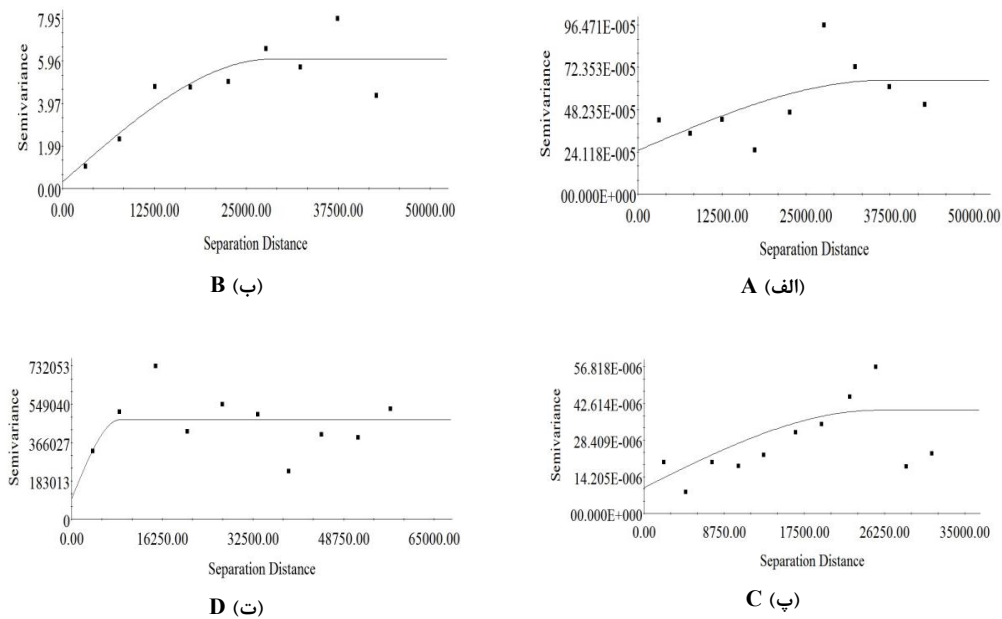 7.95
5.96
3.97
1.99
0.00
Semivariance
0.00 12500.00 25000.00 37500.00 50000.00
Separation Distance
B (ب)
96.471E-005
72.353E-005
48.235E-005
24.118E-005
00.000E+000
Semivariance
0.00 12500.00 25000.00 37500.00 50000.00
Separation Distance
A (الف)
732053
549040
366027
183013
0
Semivariance
0.00 16250.00 32500.00 48750.00 65000.00
Separation Distance
D (ت)
56.818E-006
42.614E-006
28.409E-006
14.205E-006
00.000E+000
Semivariance
0.00 8750.00 17500.00 26250.00 35000.00
Separation Distance
C (پ)